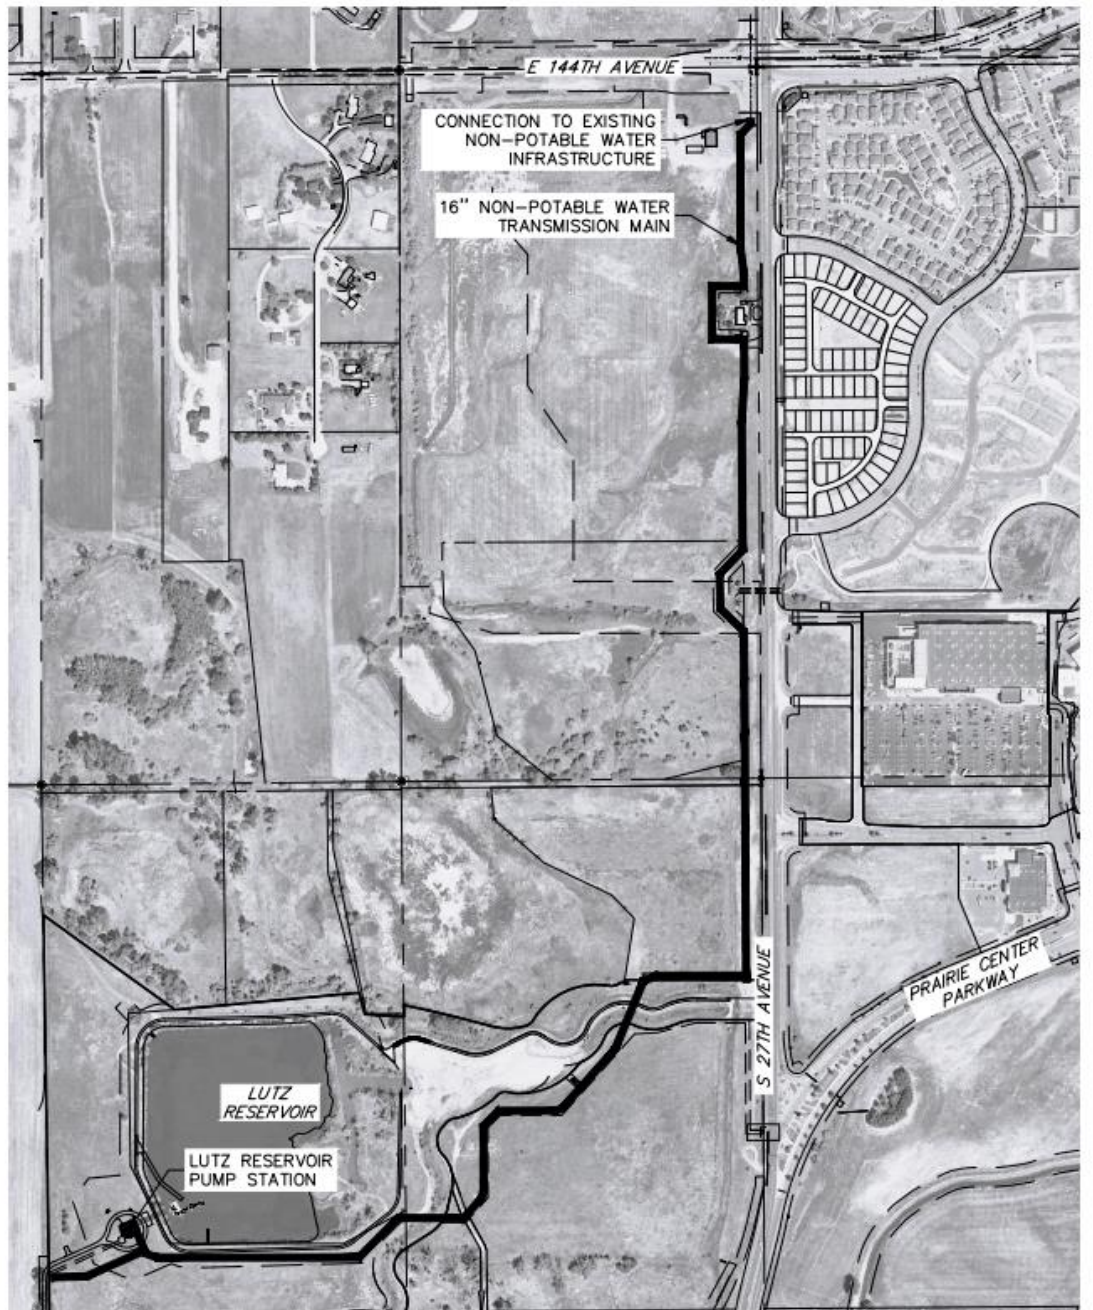 E 144TH AVENUE
CONNECTION TO EXISTING
NON-POTABLE WATER
INFRASTRUCTURE
16" NON-POTABLE WATER
TRANSMISSION MAIN
PRAIRIE CENTER
PARKWAY
S 27TH AVENUE
LUTZ
RESERVOIR
LUTZ RESERVOIR
PUMP STATION